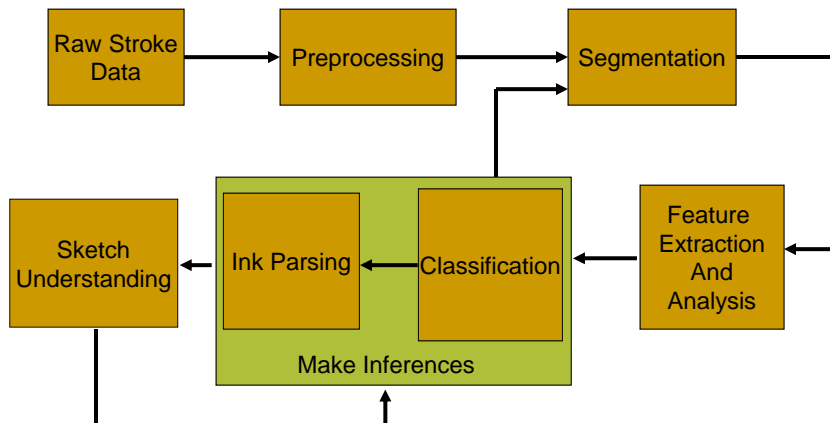 Raw Stroke
Data
Preprocessing
Segmentation
Sketch
Understanding
Ink Parsing
Classification
Feature
Extraction
And
Analysis
Make Inferences